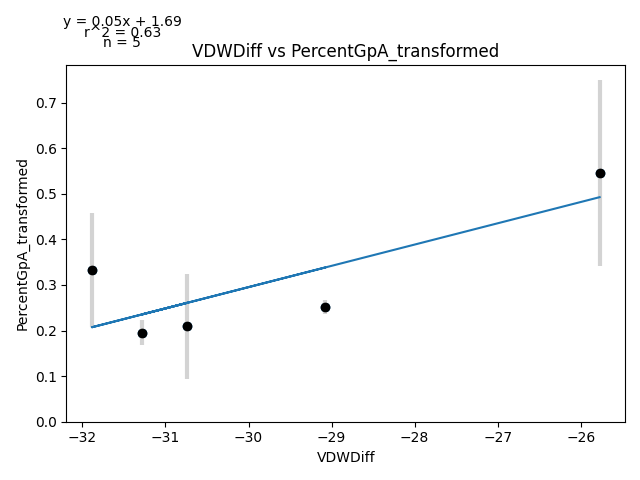 y = 0.05x + 1.69
r^2 = 0.63
n = 5
VDWDiff vs PercentGpA_transformed
PercentGpA_transformed
0.7
0.6
0.5
0.4
0.3
0.2
0.1
0.0
−32 −31 −30 −29 −28 −27 −26
VDWDiff